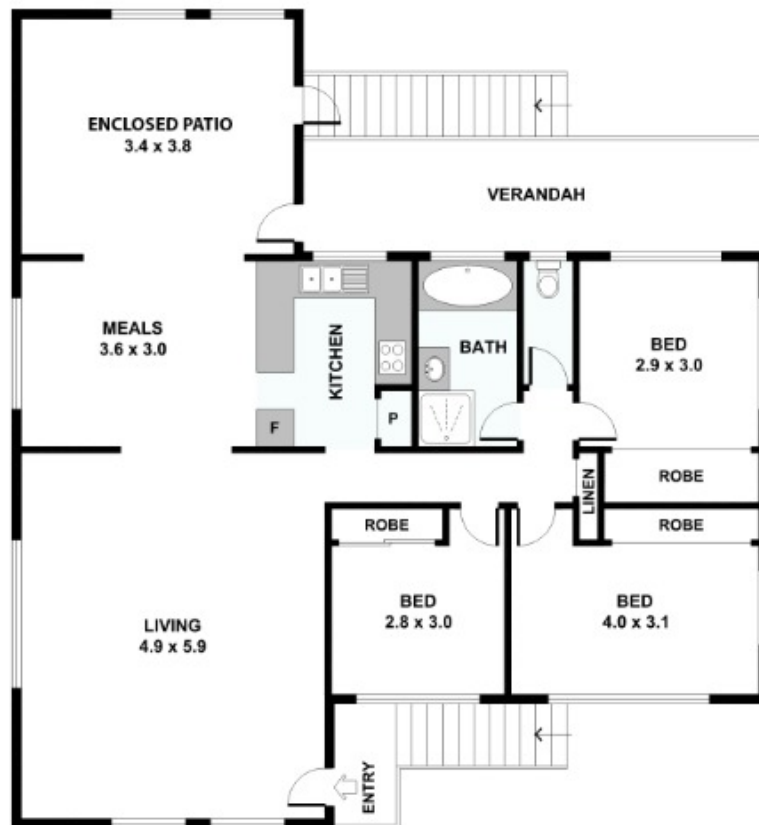 ENCLOSED PATIO
3.4 x 3.8
VERANDAH
MEALS
3.6 x 3.0
KITCHEN
BATH
BED
2.9 x 3.0
F
P
ROBE
LINEN
ROBE
ROBE
LIVING
4.9 x 5.9
BED
2.8 x 3.0
BED
4.0 x 3.1
ENTRY